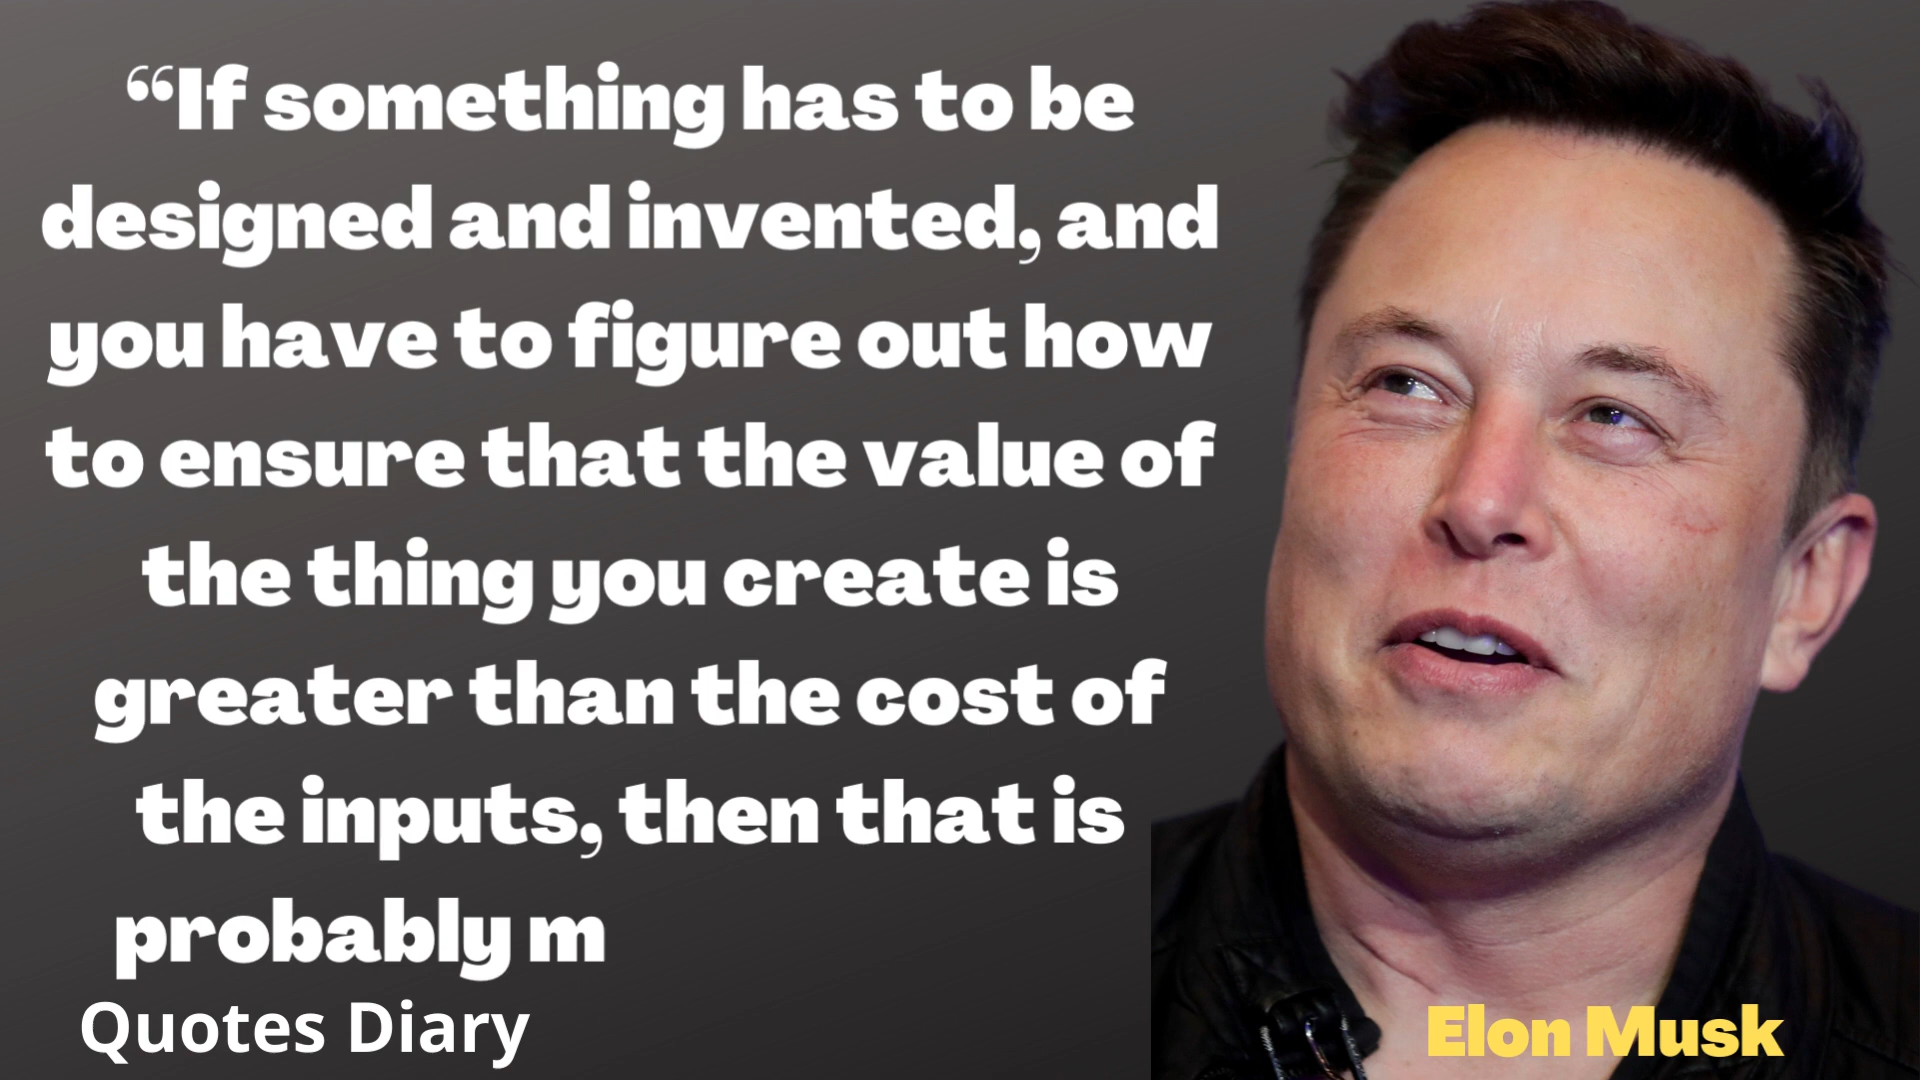 “If something has to be
designed and invented, and
you have to figure out how
to ensure that the value of
the thing you create is
greater than the cost of
the inputs, then that is
probably m
Quotes Diary
Elon Musk